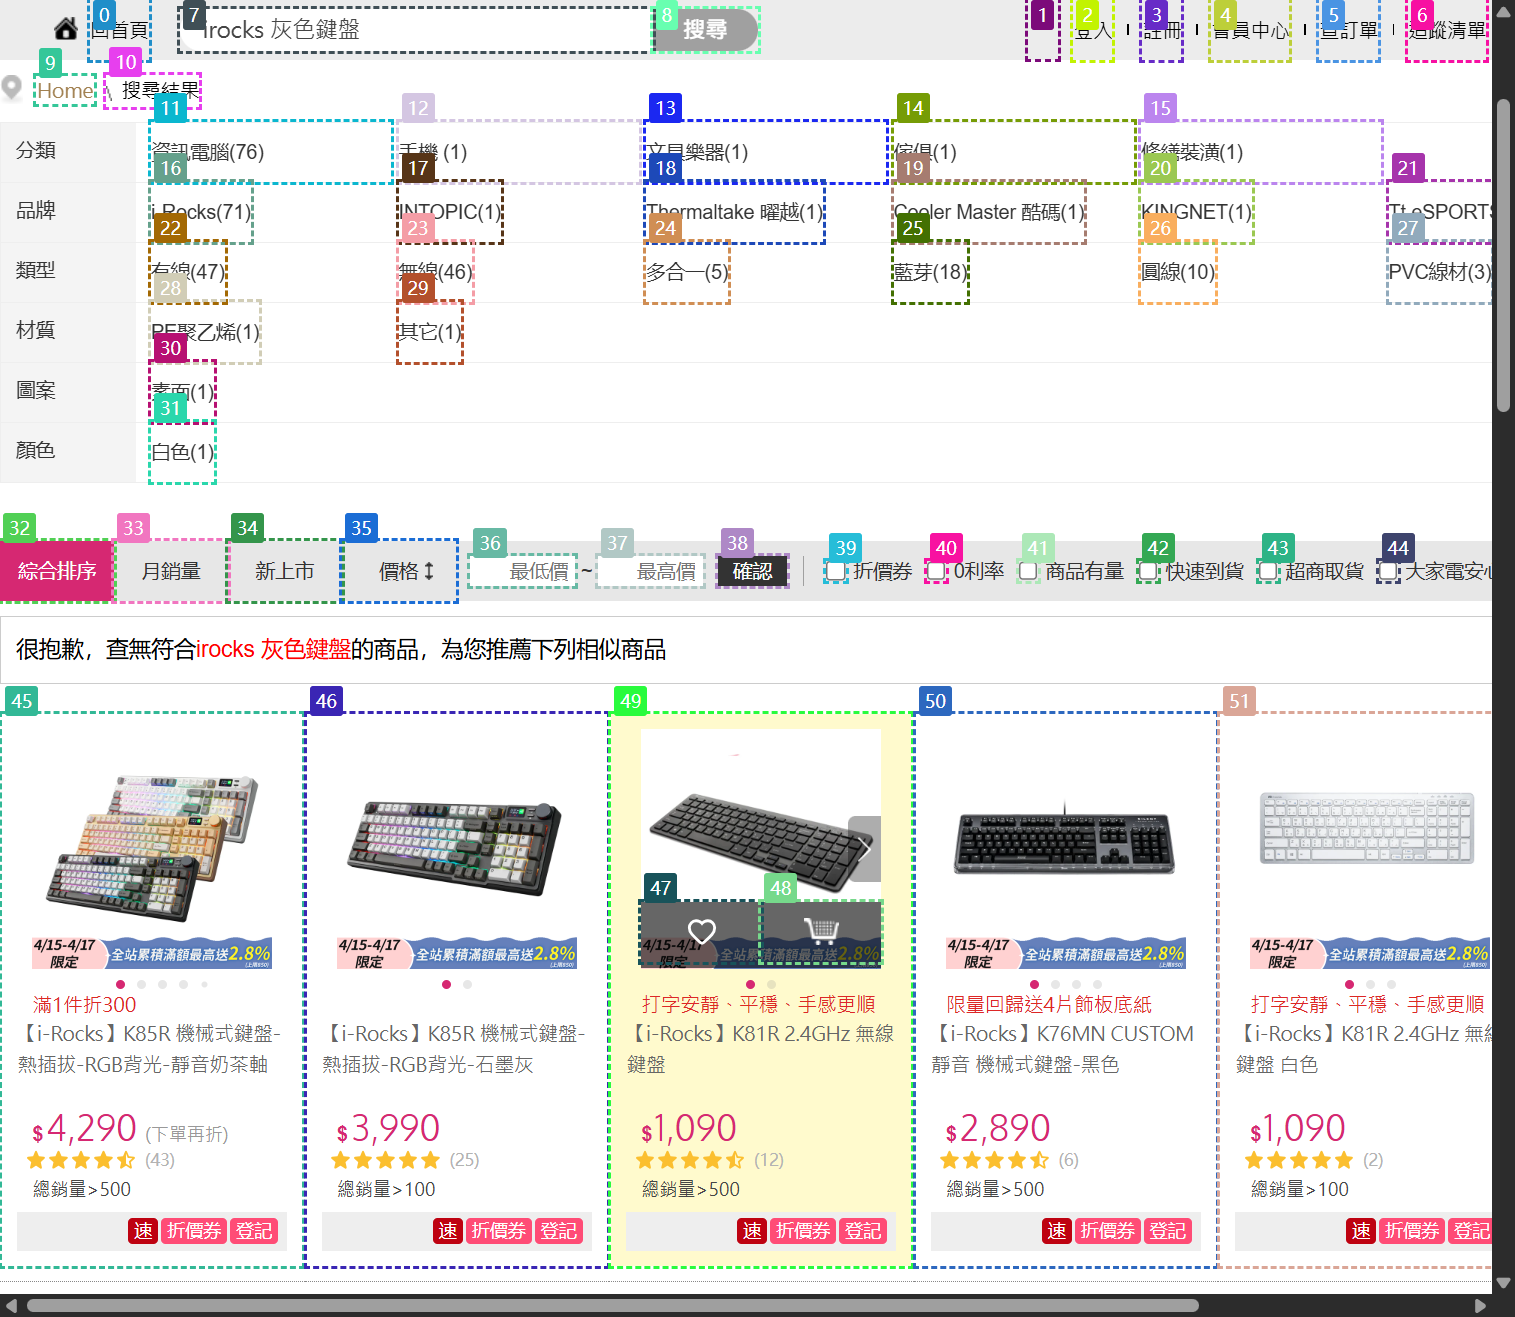 0
回首頁
7
irocks 灰色鍵盤
8
搜尋
1
2
登入
3
註冊
4
會員中心
5
查訂單
6
追蹤清單
9
Home
10
\ 搜尋結果
分類
11
資訊電腦(76)
12
手機 (1)
13
文具樂器(1)
14
傢俱(1)
15
修繕裝潢(1)
品牌
16
i-Rocks(71)
17
INTOPIC(1)
18
Thermaltake 曜越(1)
19
Cooler Master 酷碼(1)
20
KINGNET(1)
21
Tt eSPORTS
類型
22
有線(47)
23
無線(46)
24
多合一(5)
25
藍芽(18)
26
圓線(10)
27
PVC線材(3)
材質
28
PE聚乙烯(1)
29
其它(1)
圖案
30
素面(1)
顏色
31
白色(1)
32
綜合排序
33
月銷量
34
新上市
35
價格
36
最低價
~
37
最高價
38
確認
39
折價券
40
0利率
41
商品有量
42
快速到貨
43
超商取貨
44
大家電安心
很抱歉，查無符合irocks 灰色鍵盤的商品，為您推薦下列相似商品
45
4/15-4/17
限定
全站累積滿額最高送2.8%
(上限850)
滿1件折300
【i-Rocks】K85R 機械式鍵盤-
熱插拔-RGB背光-靜音奶茶軸
$4,290 (下單再折)
(43)
總銷量>500
速 折價券 登記
46
4/15-4/17
限定
全站累積滿額最高送2.8%
(上限850)
【i-Rocks】K85R 機械式鍵盤-
熱插拔-RGB背光-石墨灰
$3,990
(25)
總銷量>100
速 折價券 登記
49
47
48
4/15-4/17
限定
全站累積滿額最高送2.8%
(上限850)
打字安靜、平穩、手感更順
【i-Rocks】K81R 2.4GHz 無線
鍵盤
$1,090
(12)
總銷量>500
速 折價券 登記
50
4/15-4/17
限定
全站累積滿額最高送2.8%
(上限850)
限量回歸送4片飾板底紙
【i-Rocks】K76MN CUSTOM
靜音 機械式鍵盤-黑色
$2,890
(6)
總銷量>500
速 折價券 登記
51
4/15-4/17
限定
全站累積滿額最高送2.8%
(上限850)
打字安靜、平穩、手感更順
【i-Rocks】K81R 2.4GHz 無線
鍵盤 白色
$1,090
(2)
總銷量>100
速 折價券 登記